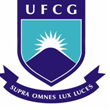 UFCG
SUPRA OMNES LUX LUCES